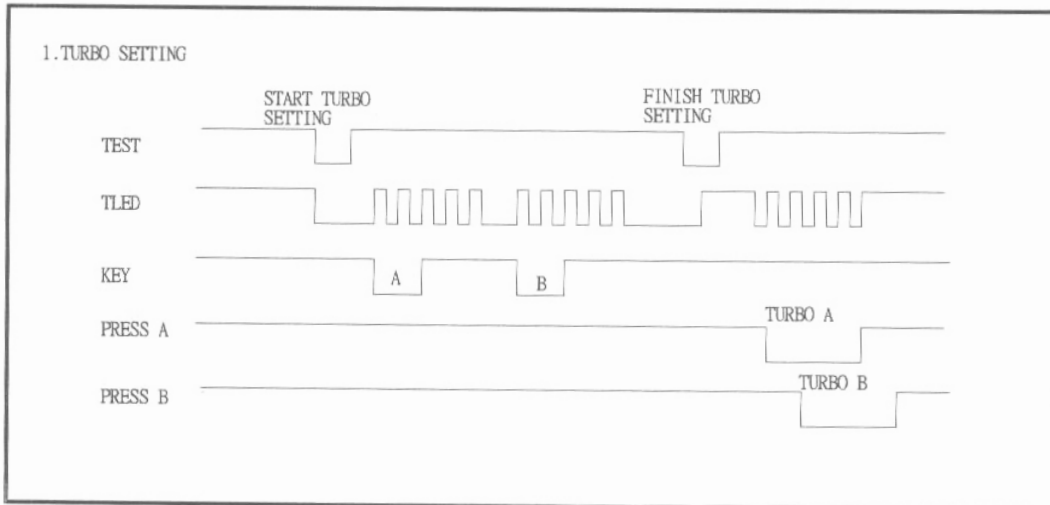 1.TURBO SETTING
START TURBO
SETTING
FINISH TURBO
SETTING
TEST
TLED
KEY
A
B
PRESS A
TURBO A
PRESS B
TURBO B